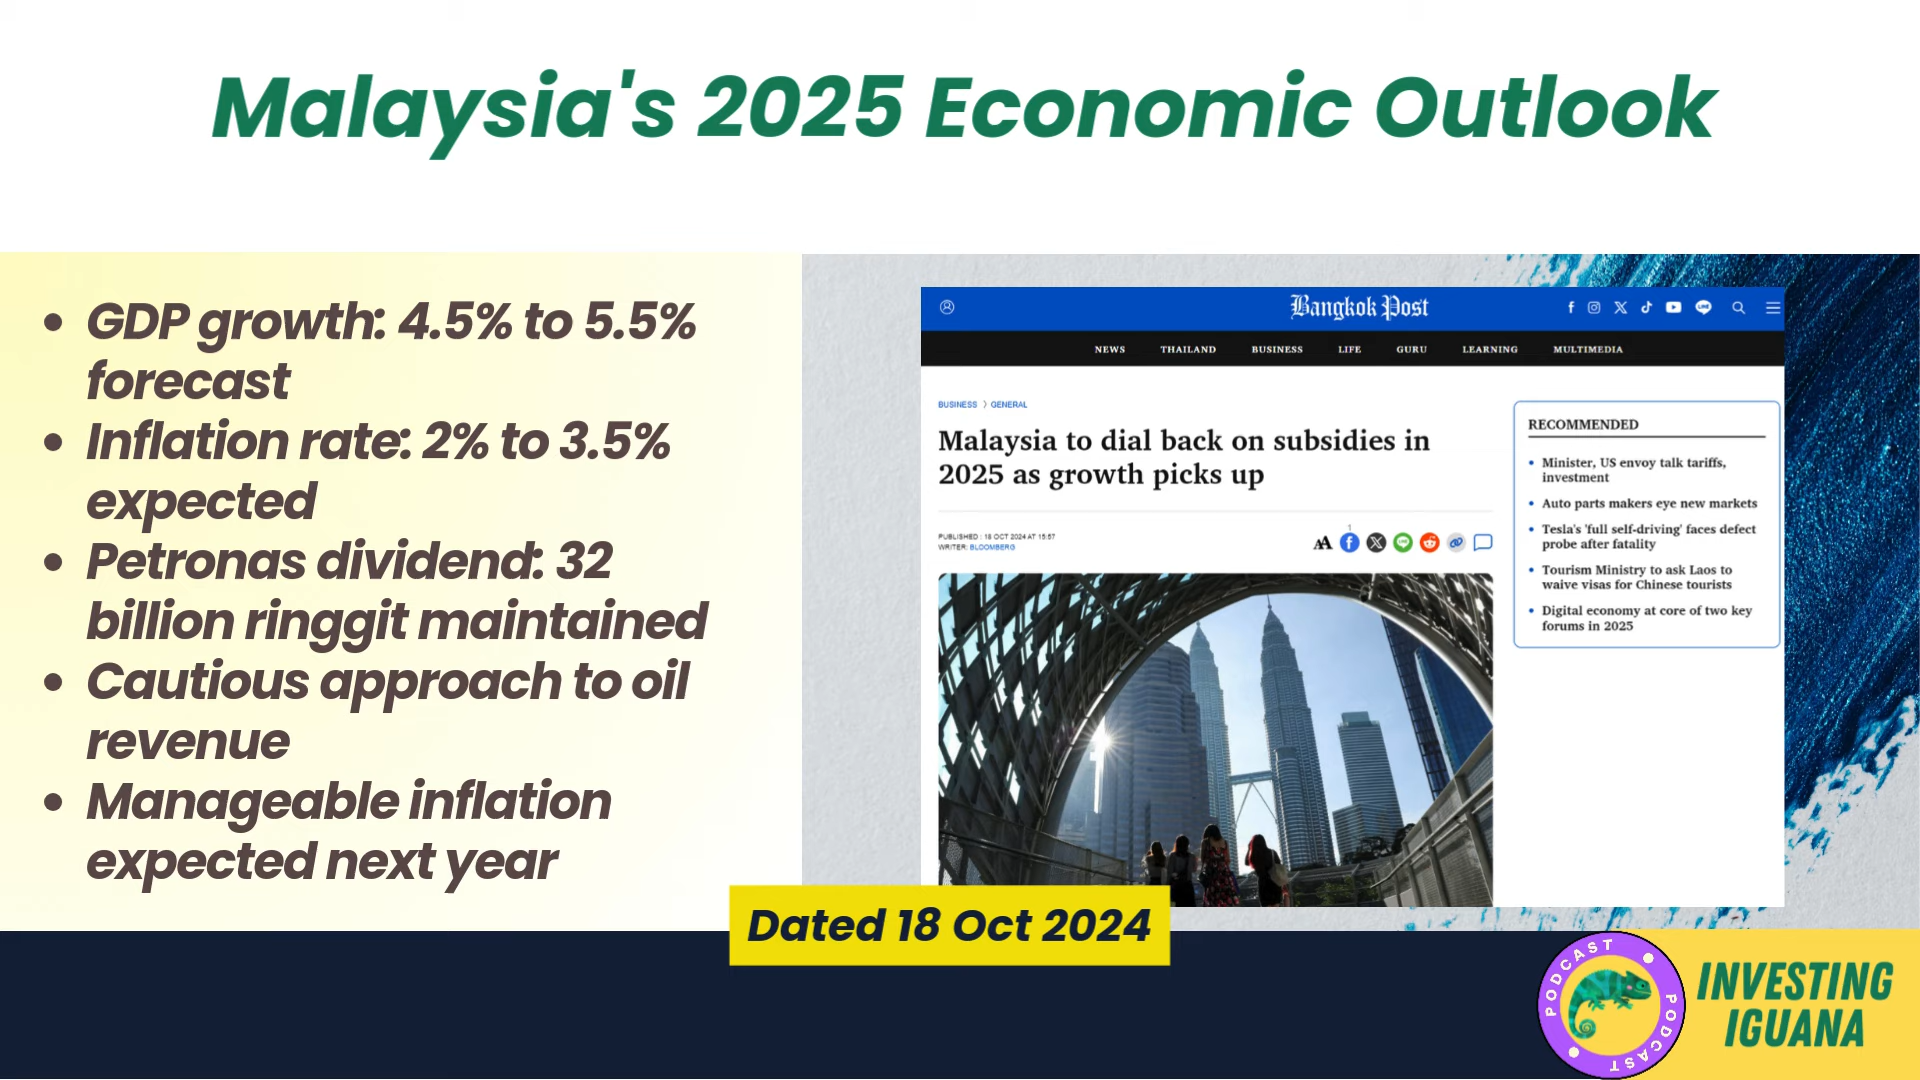 Malaysia's 2025 Economic Outlook
• GDP growth: 4.5% to 5.5%
forecast
• Inflation rate: 2% to 3.5%
expected
• Petronas dividend: 32
billion ringgit maintained
• Cautious approach to oil
revenue
• Manageable inflation
expected next year
Bangkok Post
NEWS THAILAND BUSINESS LIFE GURU LEARNING MULTIMEDIA
BUSINESS > GENERAL
Malaysia to dial back on subsidies in
2025 as growth picks up
PUBLISHED : 18 OCT 2024 AT 15:57
WRITER: BLOOMBERG
AA
1
RECOMMENDED
• Minister, US envoy talk tariffs,
investment
• Auto parts makers eye new markets
• Tesla's 'full self-driving' faces defect
probe after fatality
• Tourism Ministry to ask Laos to
waive visas for Chinese tourists
• Digital economy at core of two key
forums in 2025
Dated 18 Oct 2024
PODCAST PODCAST
INVESTING
IGUANA